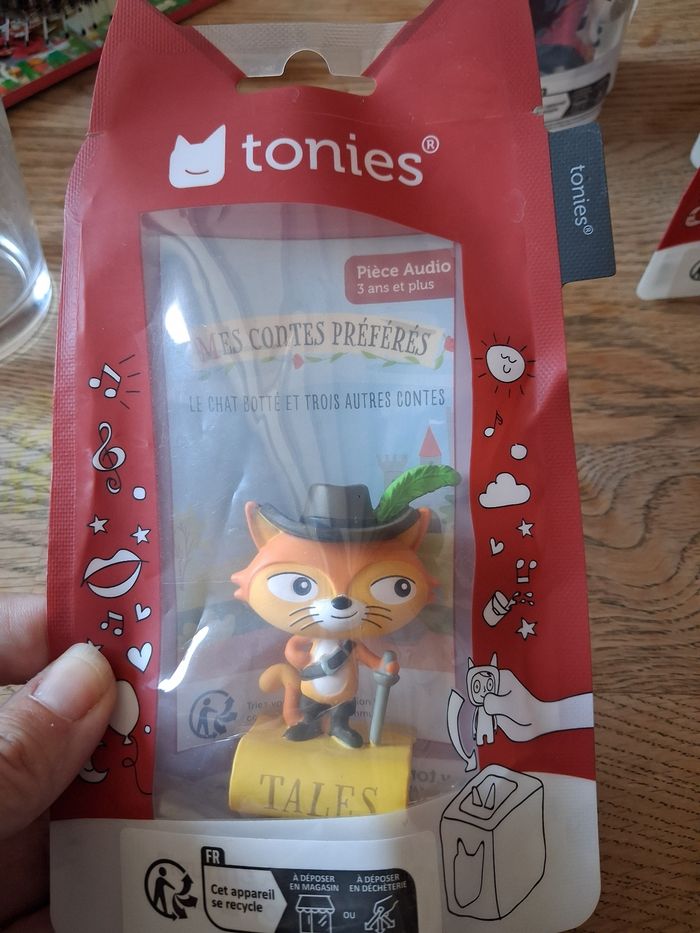 tonies®
tonies®
Pièce Audio
3 ans et plus
MES CONTES PRÉFÉRÉS
LE CHAT BOTTÉ ET TROIS AUTRES CONTES
TALES
FR
Cet appareil
se recycle
À DÉPOSER
EN MAGASIN
OU
À DÉPOSER
EN DÉCHÈTERIE